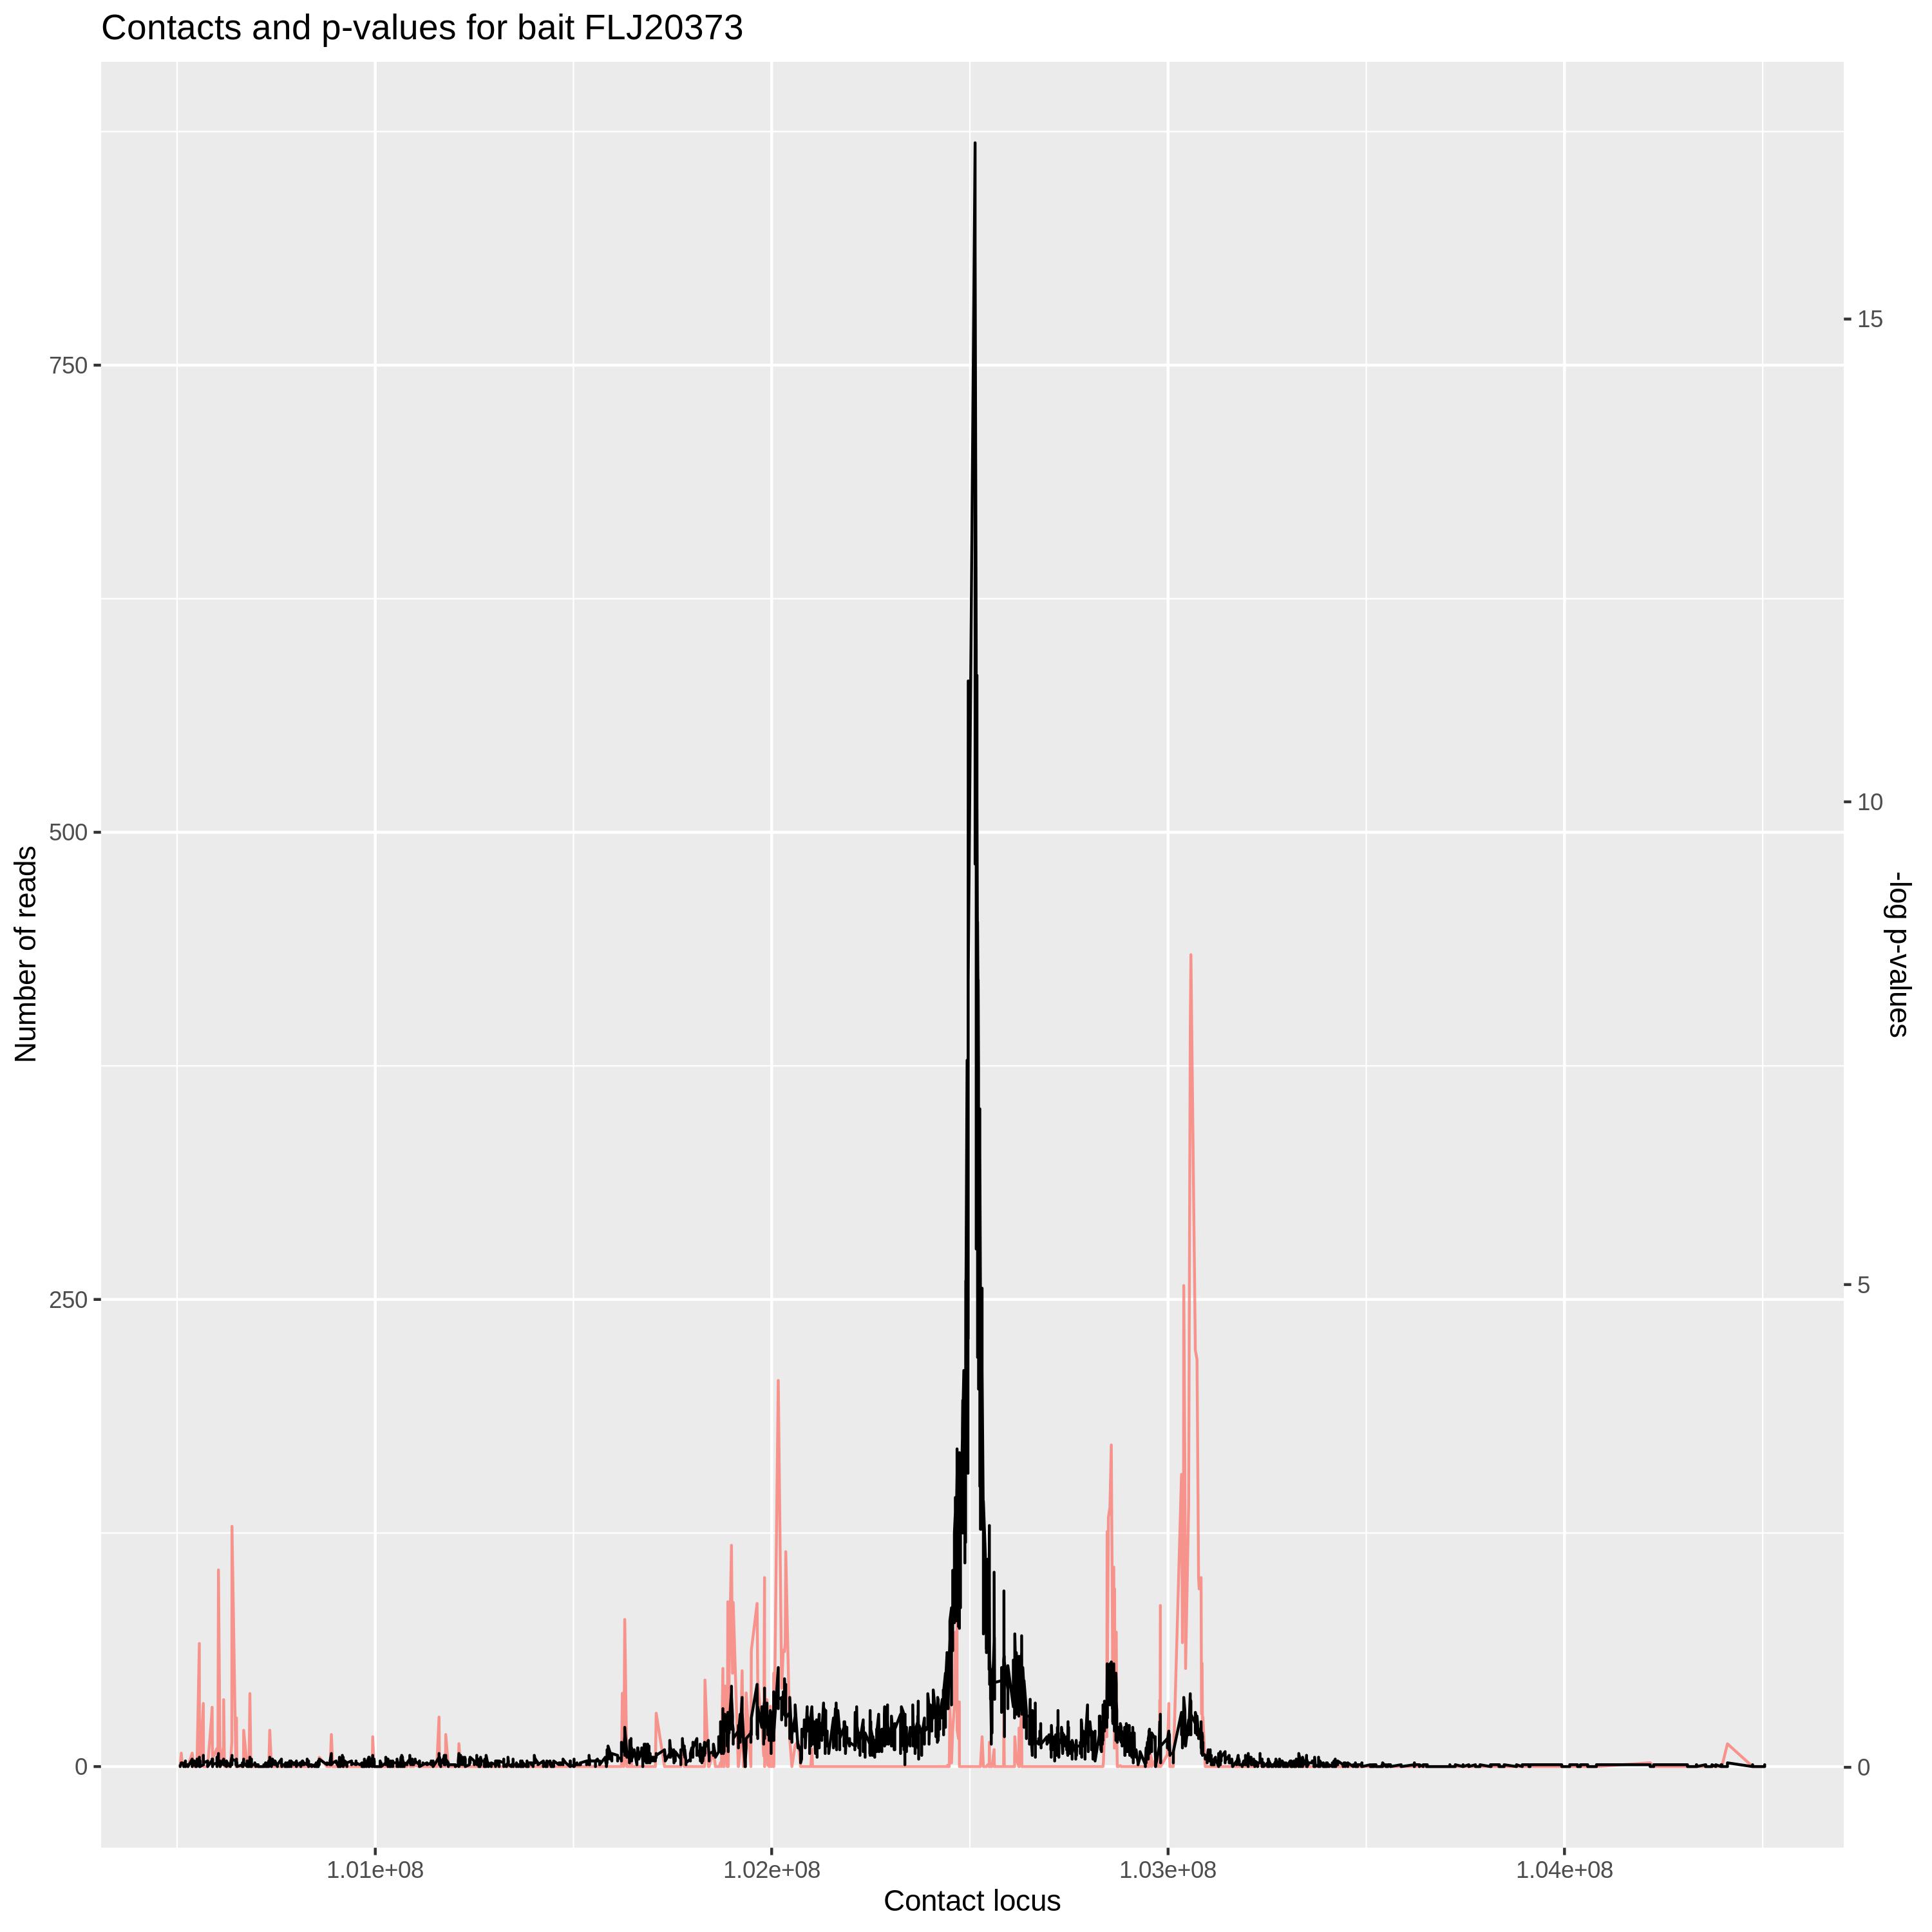 Contacts and p-values for bait FLJ20373
Number of reads
750
500
250
0
15
10
5
0
-log p-values
1.01e+08
1.02e+08
1.03e+08
1.04e+08
Contact locus